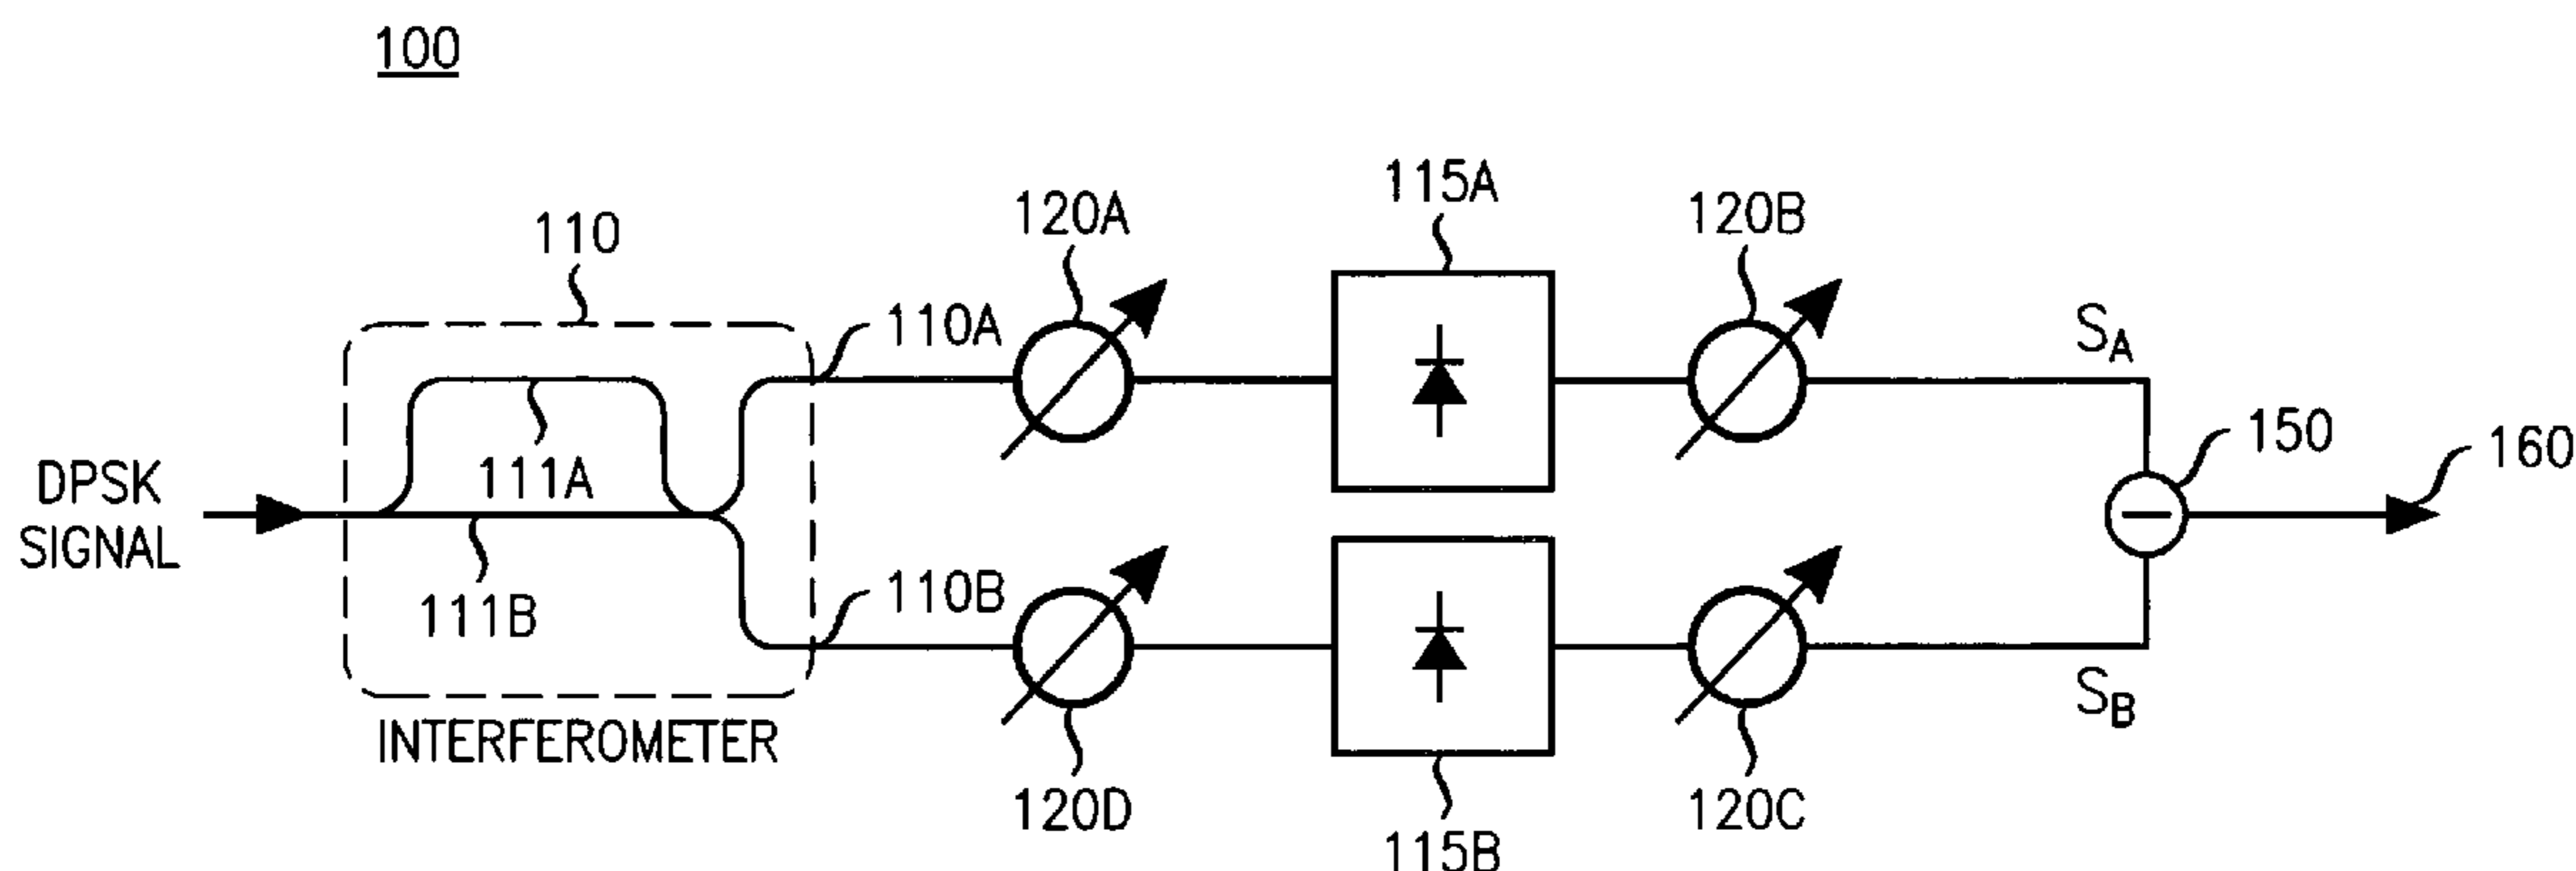 100
110
120A
115A
120B
110A
S_A
111A
DPSK
SIGNAL
150
160
111B
110B
INTERFEROMETER
S_B
120D
115B
120C